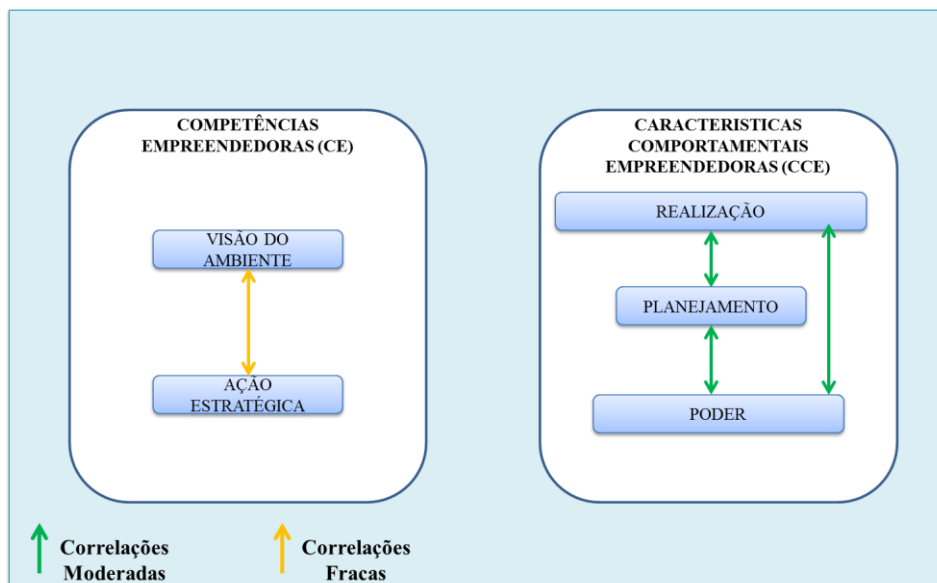 COMPETÊNCIAS
EMPREENDEDORAS (CE)
VISÃO DO
AMBIENTE
AÇÃO
ESTRATÉGICA
CARACTERISTICAS
COMPORTAMENTAIS
EMPREENDEDORAS (CCE)
REALIZAÇÃO
PLANEJAMENTO
PODER
Correlações
Moderadas
Correlações
Fracas